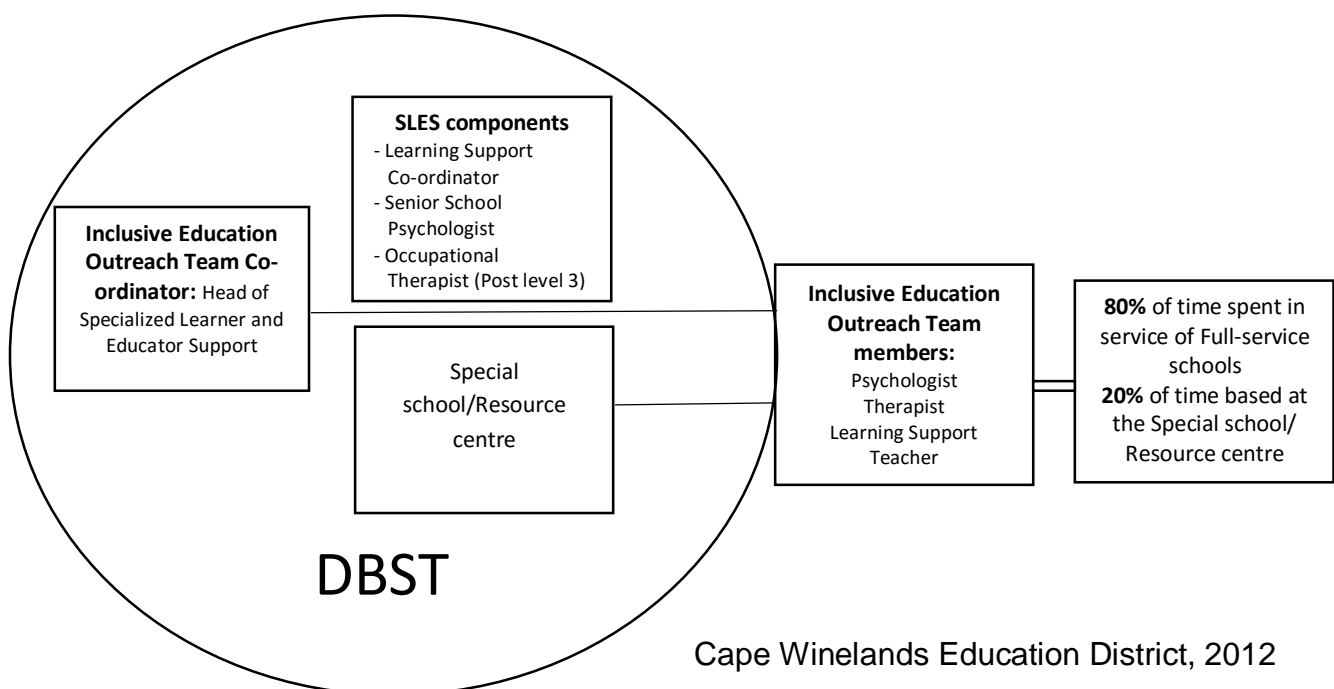 SLES components
- Learning Support
Co-ordinator
- Senior School
Psychologist
- Occupational
Therapist (Post level 3)
Inclusive Education
Outreach Team Co-
ordinator: Head of
Specialized Learner and
Educator Support
Special
school/Resource
centre
Inclusive Education
Outreach Team
members:
Psychologist
Therapist
Learning Support
Teacher
80% of time spent in
service of Full-service
schools
20% of time based at
the Special school/
Resource centre
DBST
Cape Winelands Education District, 2012